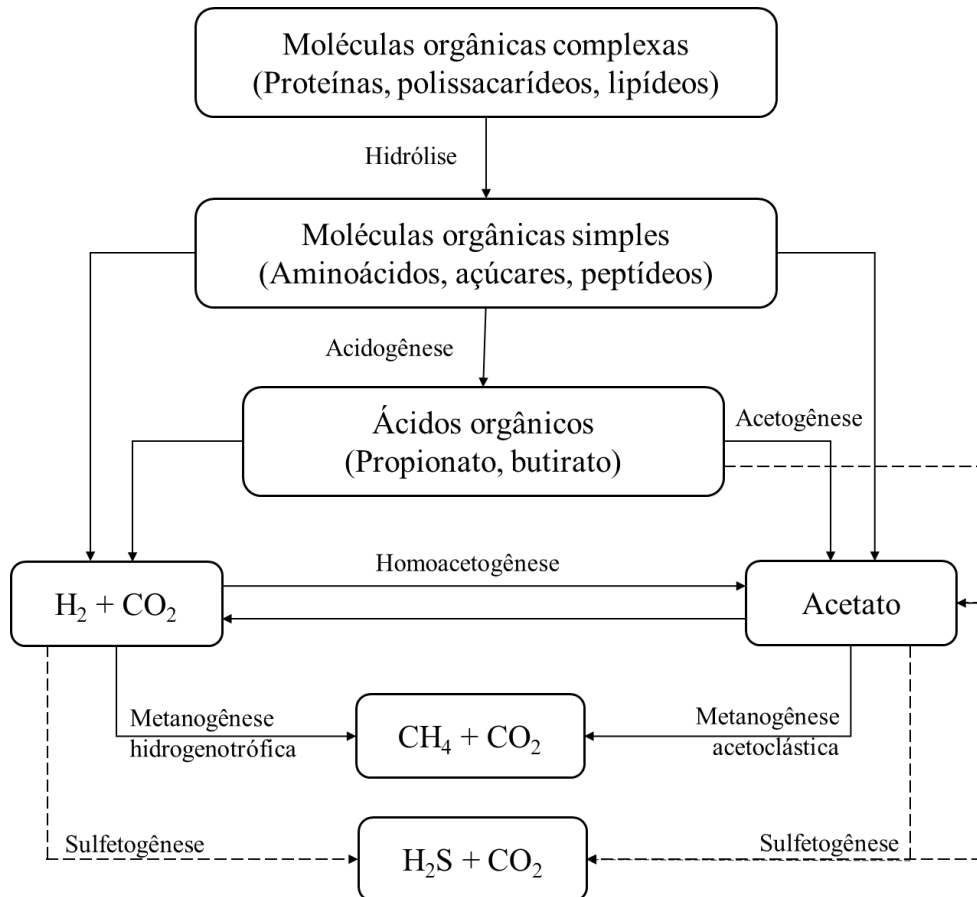 Moléculas orgânicas complexas
(Proteínas, polissacarídeos, lipídeos)
Hidrólise
Moléculas orgânicas simples
(Aminoácidos, açúcares, peptídeos)
Acidogênese
Ácidos orgânicos
(Propionato, butirato)
Acetogênese
Homoacetogênese
H₂ + CO₂
Acetato
Metanogênese
hidrogenotrófica
CH₄ + CO₂
Metanogênese
acetoclástica
Sulfetogênese
H₂S + CO₂
Sulfetogênese